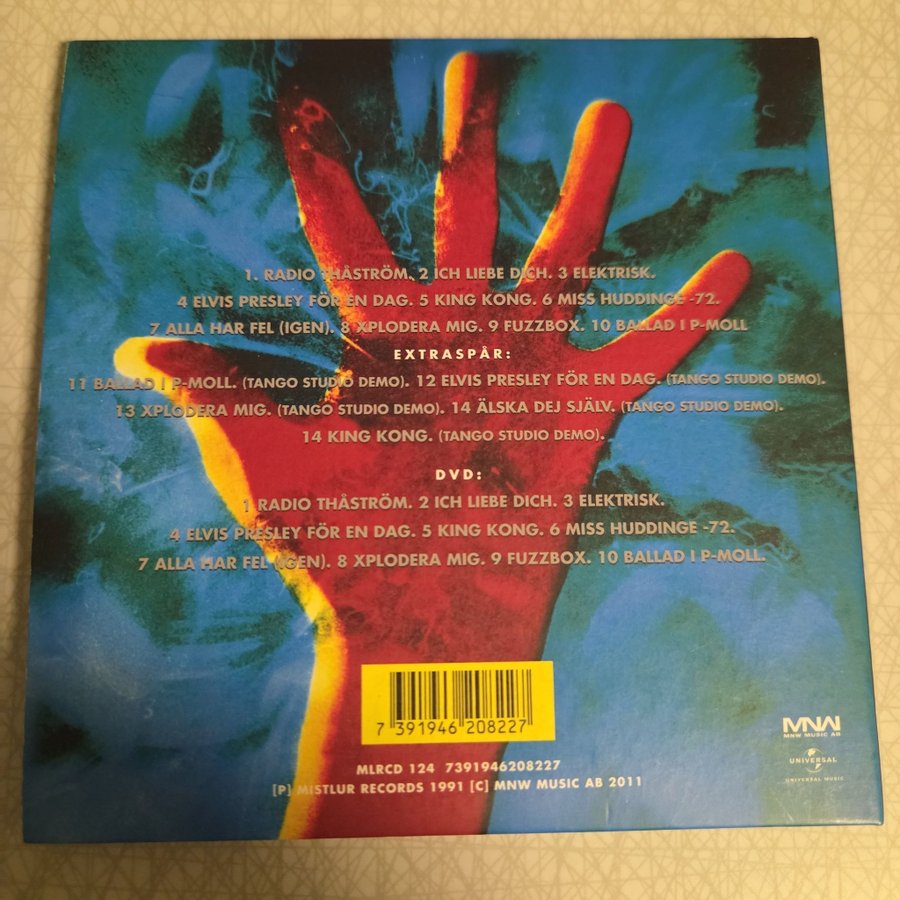 1. RADIO THÅSTRÖM. 2 ICH LIEBE DICH. 3 ELEKTRISK.
4 ELVIS PRESLEY FÖR EN DAG. 5 KING KONG. 6 MISS HUDDINGE -72.
7 ALLA HAR FEL (IGEN). 8 XPLODERA MIG. 9 FUZZBOX. 10 BALLAD I P-MOLL
EXTRASPÅR:
11 BALLAD I P-MOLL. (TANGO STUDIO DEMO). 12 ELVIS PRESLEY FÖR EN DAG. (TANGO STUDIO DEMO).
13 XPLODERA MIG. (TANGO STUDIO DEMO). 14 ÄLSKA DEJ SJÄLV. (TANGO STUDIO DEMO).
14 KING KONG. (TANGO STUDIO DEMO).
DVD:
1 RADIO THÅSTRÖM. 2 ICH LIEBE DICH. 3 ELEKTRISK.
4 ELVIS PRESLEY FÖR EN DAG. 5 KING KONG. 6 MISS HUDDINGE -72.
7 ALLA HAR FEL (IGEN). 8 XPLODERA MIG. 9 FUZZBOX. 10 BALLAD I P-MOLL.
7 391946 208227
MLRCD 124 7391946208227
[P] MISTLUR RECORDS 1991 [C] MNW MUSIC AB 2011
MNW
MNW MUSIC AB
UNIVERSAL
UNIVERSAL MUSIC